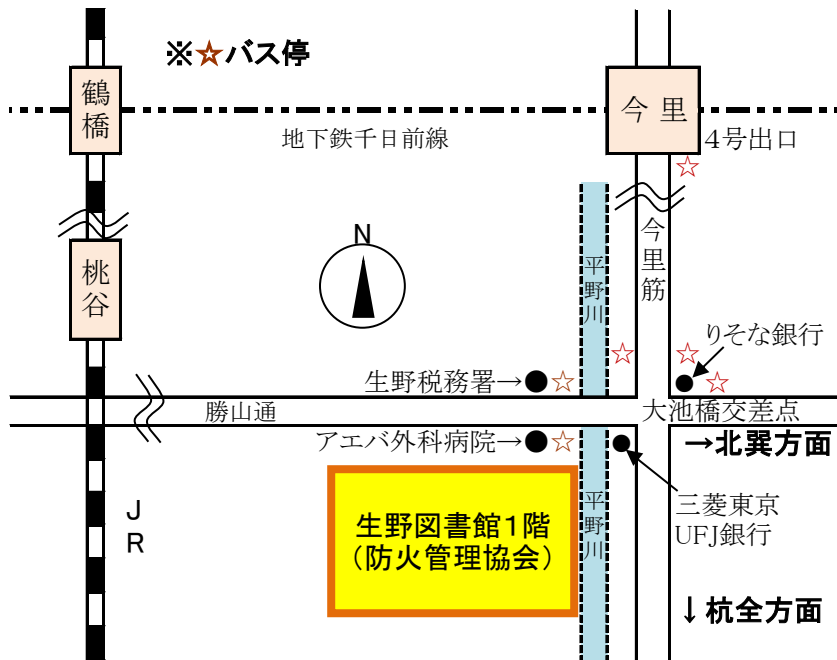 ※☆バス停
鶴橋
今里
地下鉄千日前線
4号出口
今里筋
N
桃谷
平野川
りそな銀行
生野税務署→●☆
勝山通
大池橋交差点
アエバ外科病院→●☆
→北巽方面
三菱東京
UFJ銀行
JR
生野図書館1階
(防火管理協会)
平野川
↓杭全方面